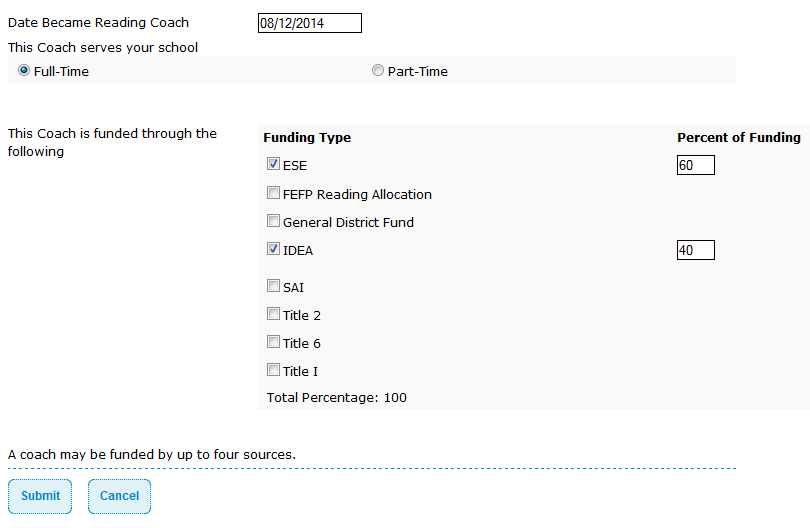 Date Became Reading Coach 08/12/2014
This Coach serves your school
Full-Time Part-Time
This Coach is funded through the
following
Funding Type Percent of Funding
ESE 60
FEFP Reading Allocation
General District Fund
IDEA 40
SAI
Title 2
Title 6
Title I
Total Percentage: 100
A coach may be funded by up to four sources.
Submit Cancel